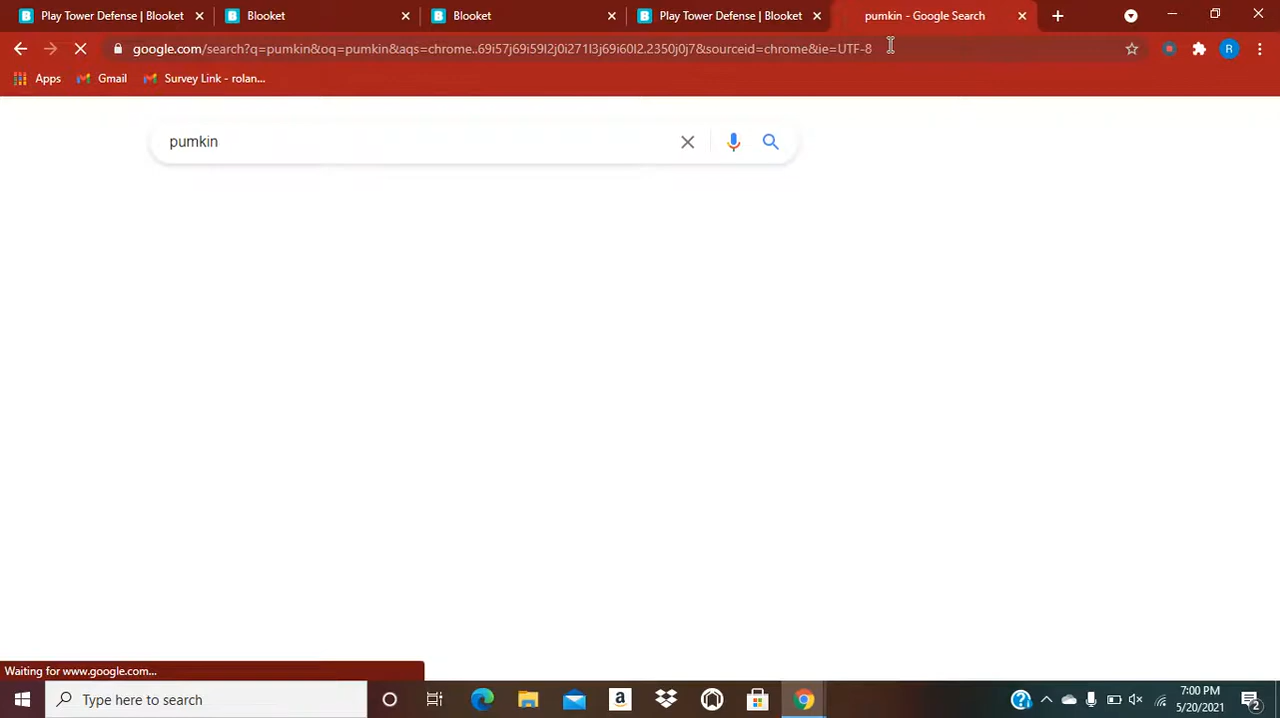 Play Tower Defense | Blooket
Blooket
Blooket
Play Tower Defense | Blooket
pumkin - Google Search
google.com/search?q=pumkin&oq=pumkin&aqs=chrome..69i57j69i59l2j0i271l3j69i60l2.2350j0j7&sourceid=chrome&ie=UTF-8
R
Apps
Gmail
Survey Link - rolan...
pumkin
Waiting for www.google.com...
Type here to search
7:00 PM
5/20/2021
2